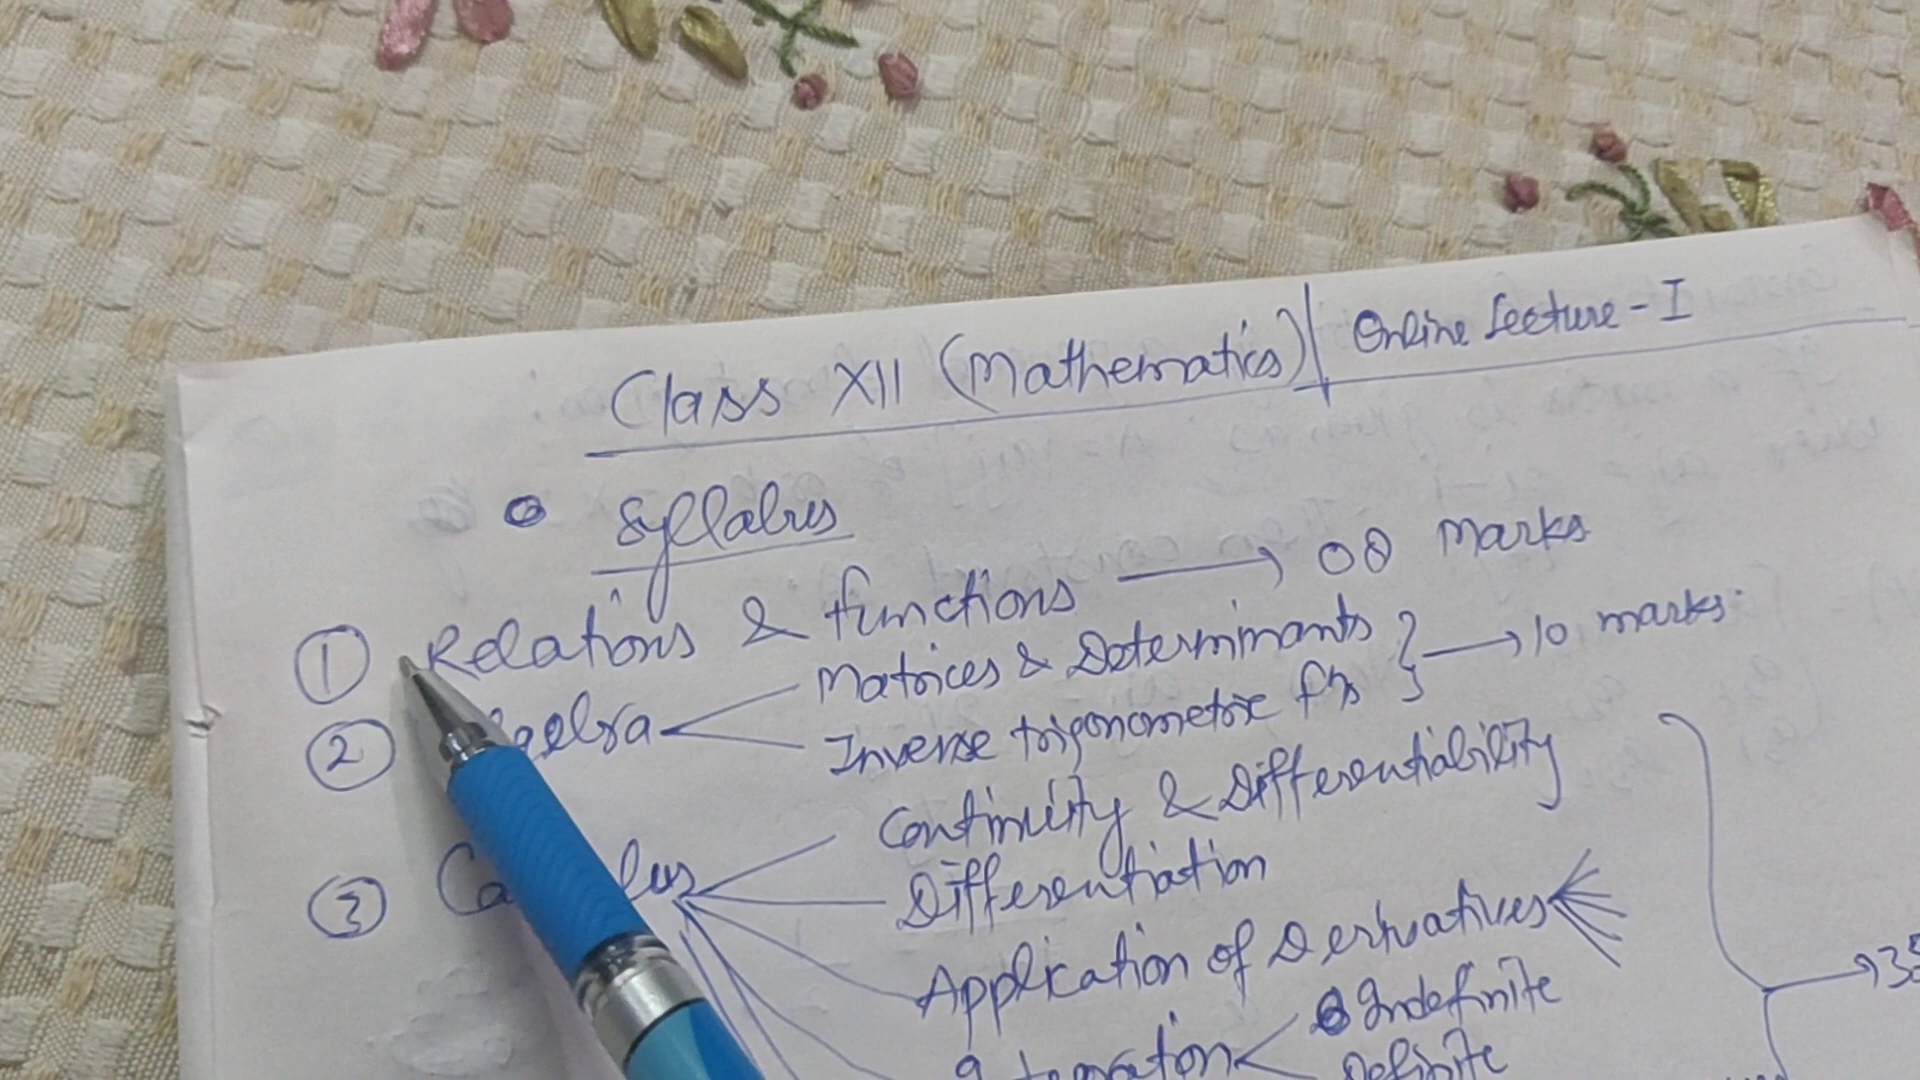 Class XII (Mathematics) | Online Lecture - I
Syllabus
① Relations & functions → 08 marks
② Matrices & Determinants
Inverse trigonometric fns } → 10 marks
③ Continuity & Differentiability
Differentiation
Application of Derivatives
Indefinite
Definite